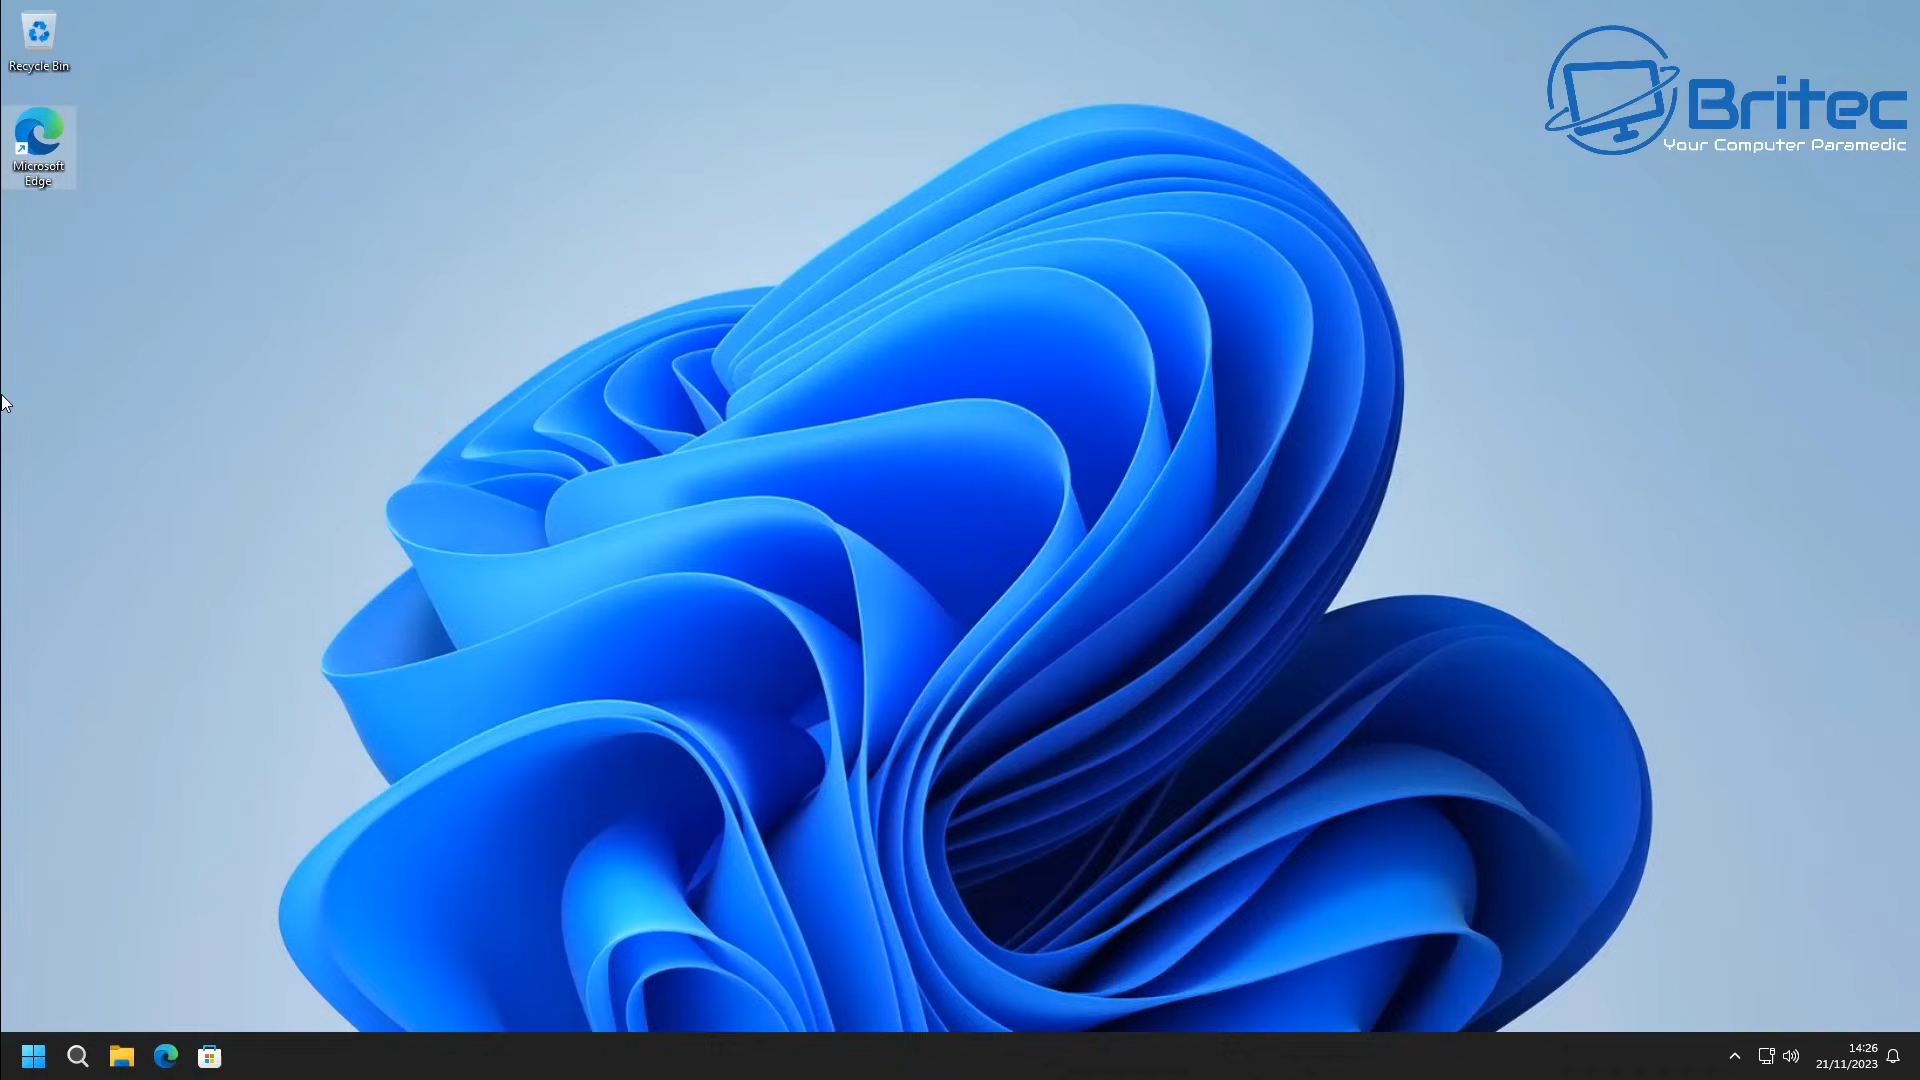 Recycle Bin
Microsoft
Edge
Britec
Your Computer Paramedic
14:26
21/11/2023